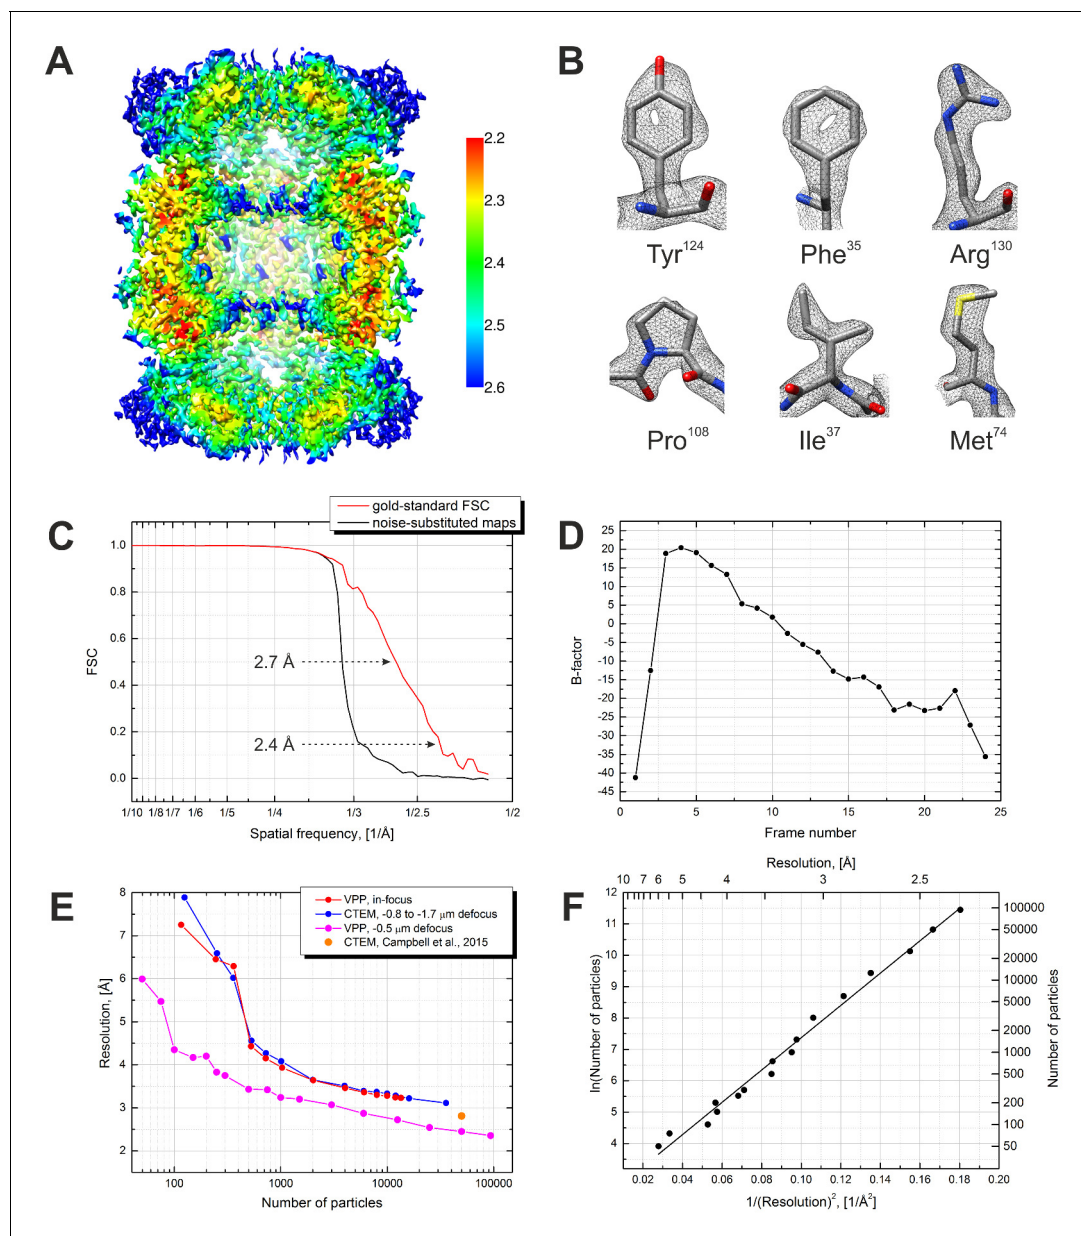 A
2.2
2.3
2.4
2.5
2.6
B
Tyr124
Phe35
Arg130
Pro108
Ile37
Met74
C
gold-standard FSC
noise-substituted maps
1.0
0.8
0.6
0.4
0.2
0.0
FSC
2.7 Å
2.4 Å
1/10 1/8 1/7 1/6 1/5 1/4 1/3 1/2.5 1/2
Spatial frequency, [1/Å]
D
25
20
15
10
5
0
-5
-10
-15
-20
-25
-30
-35
-40
-45
B-factor
0 5 10 15 20 25
Frame number
E
VPP, in-focus
CTEM, -0.8 to -1.7 μm defocus
VPP, -0.5 μm defocus
CTEM, Campbell et al., 2015
8
7
6
5
4
3
2
Resolution, [Å]
100 1000 10000 100000
Number of particles
F
Resolution, [Å]
10 8 7 6 5 4 3 2.5
12
11
10
9
8
7
6
5
4
ln(Number of particles)
100000
50000
10000
5000
2000
1000
500
200
100
50
Number of particles
0.02 0.04 0.06 0.08 0.10 0.12 0.14 0.16 0.18 0.20
1/(Resolution)2, [1/Å2]